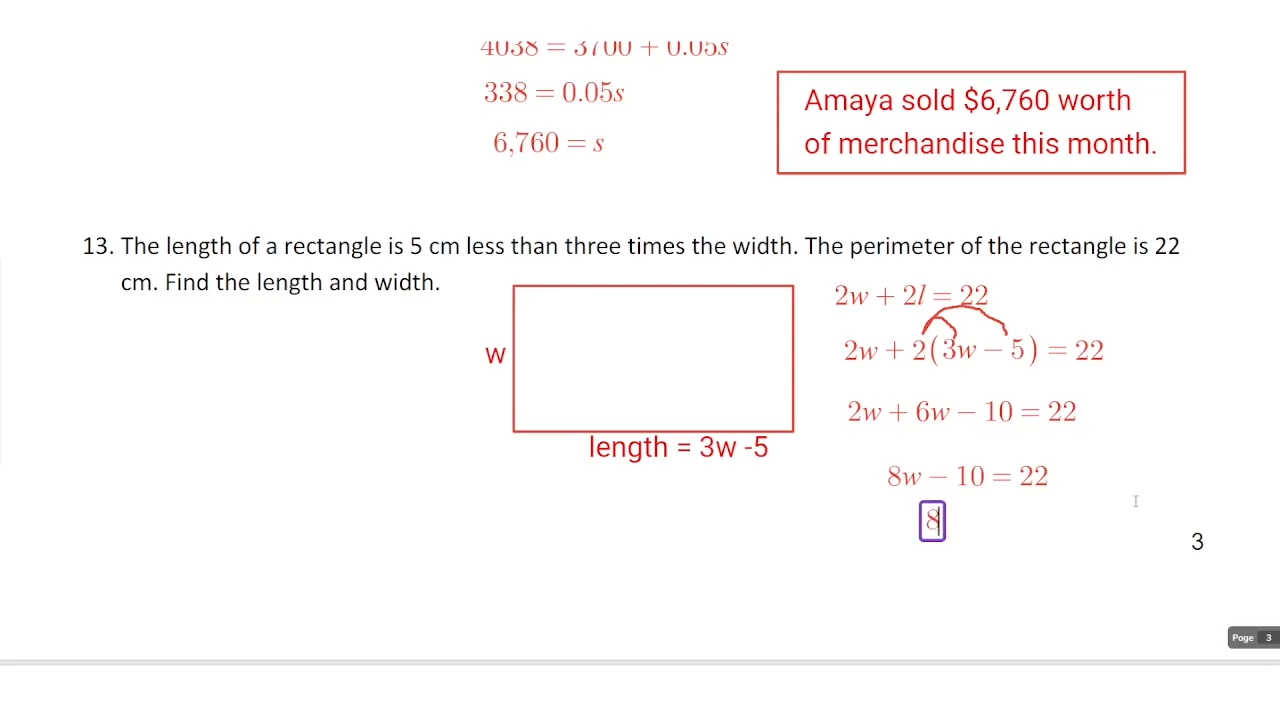 4038 = 3700 + 0.05s
338 = 0.05s
6,760 = s
Amaya sold $6,760 worth
of merchandise this month.
13. The length of a rectangle is 5 cm less than three times the width. The perimeter of the rectangle is 22
cm. Find the length and width.
2w + 2l = 22
w
2w + 2(3w − 5) = 22
2w + 6w − 10 = 22
length = 3w -5
8w − 10 = 22
8
3
Page 3